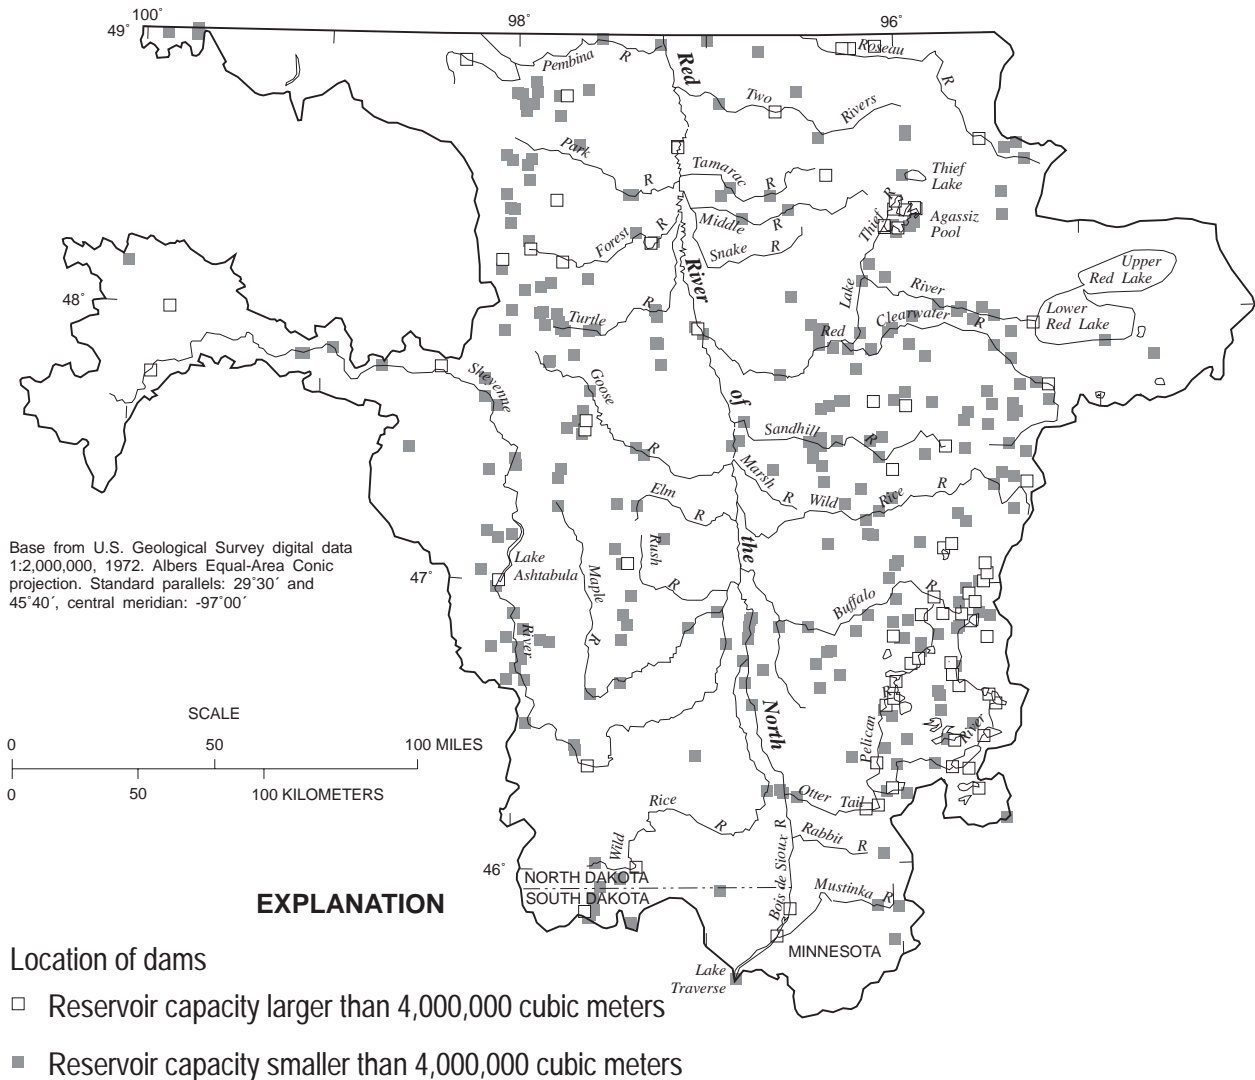 100˚
98˚
96˚
49˚
Roseau
R
Pembina
R
Red
Two
Rivers
Park
R
Tamarac
R
Thief
Lake
Middle
R
Thief
R
Agassiz
Pool
Forest
R
Snake
R
River
Upper
Red Lake
48˚
Lake
River
Lower
Red Lake
Turtle
R
Red
Clearwater
R
Sheyenne
Goose
R
of
Sandhill
R
Marsh
R
Wild
Rice
R
Elm
R
Base from U.S. Geological Survey digital data
1:2,000,000, 1972. Albers Equal-Area Conic
projection. Standard parallels: 29˚30´ and
45˚40´, central meridian: -97˚00´
47˚
Lake
Ashtabula
Rush
R
the
Maple
R
Buffalo
R
River
North
Pelican
R
River
SCALE
0
50
100 MILES
0
50
100 KILOMETERS
Otter
Tail
Wild
Rice
R
Bois de Sioux R
Rabbit
R
46˚
NORTH DAKOTA
SOUTH DAKOTA
Mustinka
R
MINNESOTA
Lake
Traverse
EXPLANATION
Location of dams
Reservoir capacity larger than 4,000,000 cubic meters
Reservoir capacity smaller than 4,000,000 cubic meters